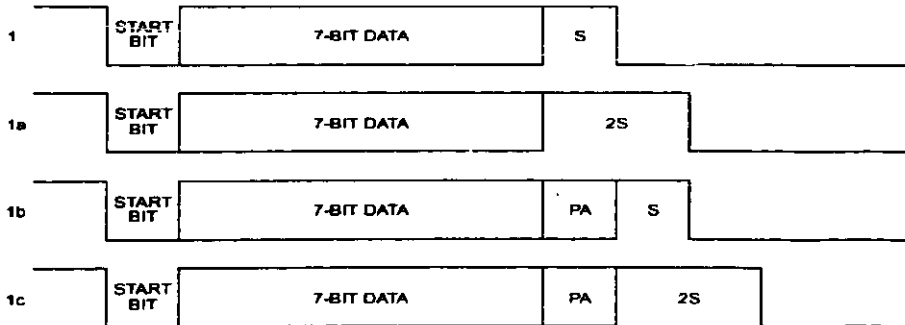 1 START BIT 7-BIT DATA S
1a START BIT 7-BIT DATA 2S
1b START BIT 7-BIT DATA PA S
1c START BIT 7-BIT DATA PA 2S